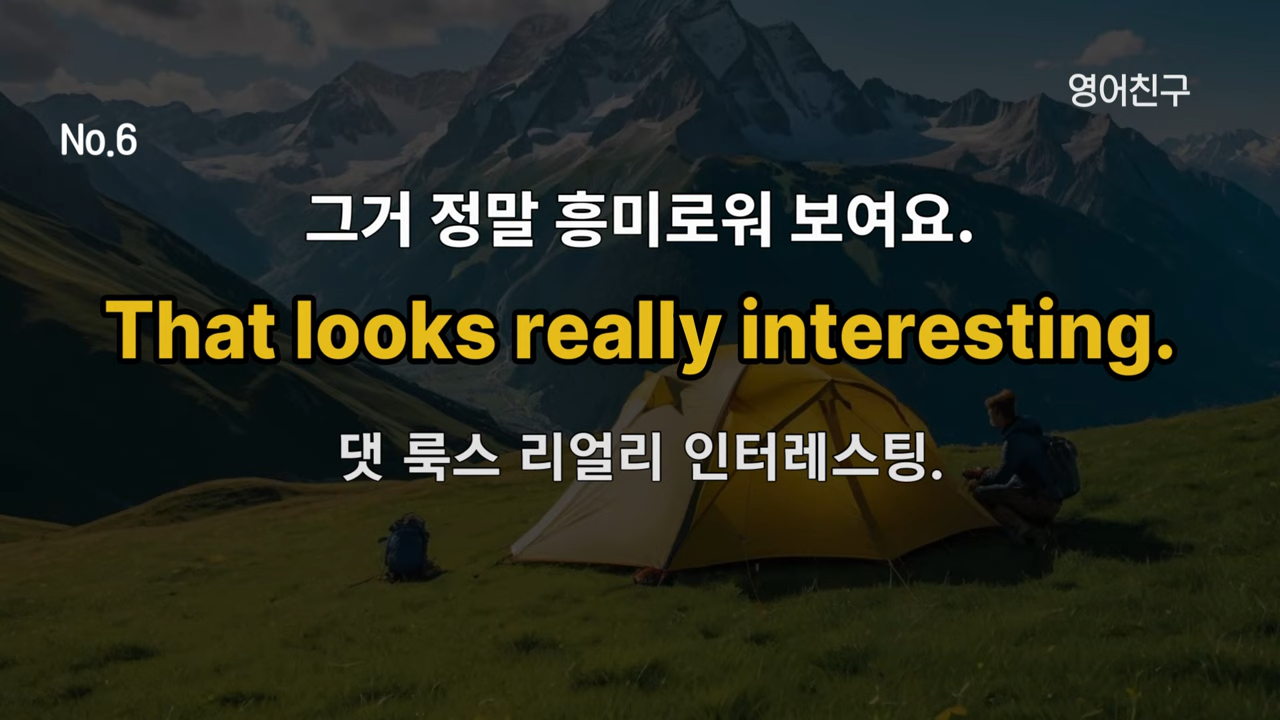 영어친구
No.6
그거 정말 흥미로워 보여요.
That looks really interesting.
댓 룩스 리얼리 인터레스팅.